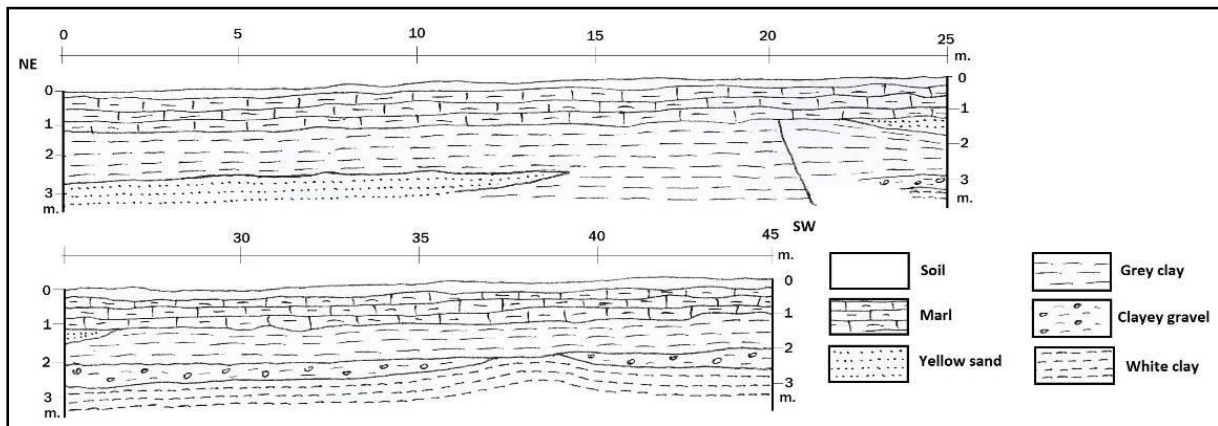 0 5 10 15 20 25
NE m.
0 0
1 1
2 2
3 3
m. m.
SW
30 35 40 45
m.
0 0
1 1
2 2
3 3
m. m.
Soil Grey clay
Marl Clayey gravel
Yellow sand White clay